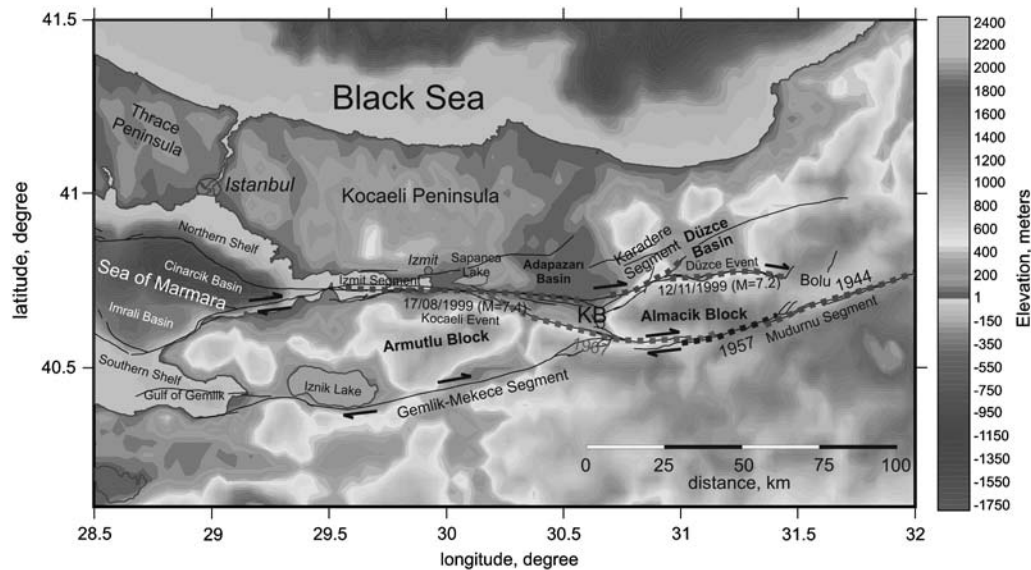 41.5
41
40.5
latitude, degree
Black Sea
Thrace
Peninsula
Istanbul
Kocaeli Peninsula
Northern Shelf
Cinarcik Basin
Sea of Marmara
Imrali Basin
Southern Shelf
Gulf of Gemlik
Izmit
Izmit Segment
Sapanca
Lake
Adapazarı
Basin
Karadere
Segment
Düzce
Basin
Düzce Event
12/11/1999 (M=7.2)
17/08/1999 (M=7.4)
Kocaeli Event
KB
Bolu
1944
Almacik Block
Mudurnu Segment
1957
1967
Armutlu Block
Iznik Lake
Gemlik-Mekece Segment
0
25
50
75
100
distance, km
28.5
29
29.5
30
30.5
31
31.5
32
longitude, degree
2400
2200
2000
1800
1600
1400
1200
1000
800
600
400
200
1
-150
-350
-550
-750
-950
-1150
-1350
-1550
-1750
Elevation, meters